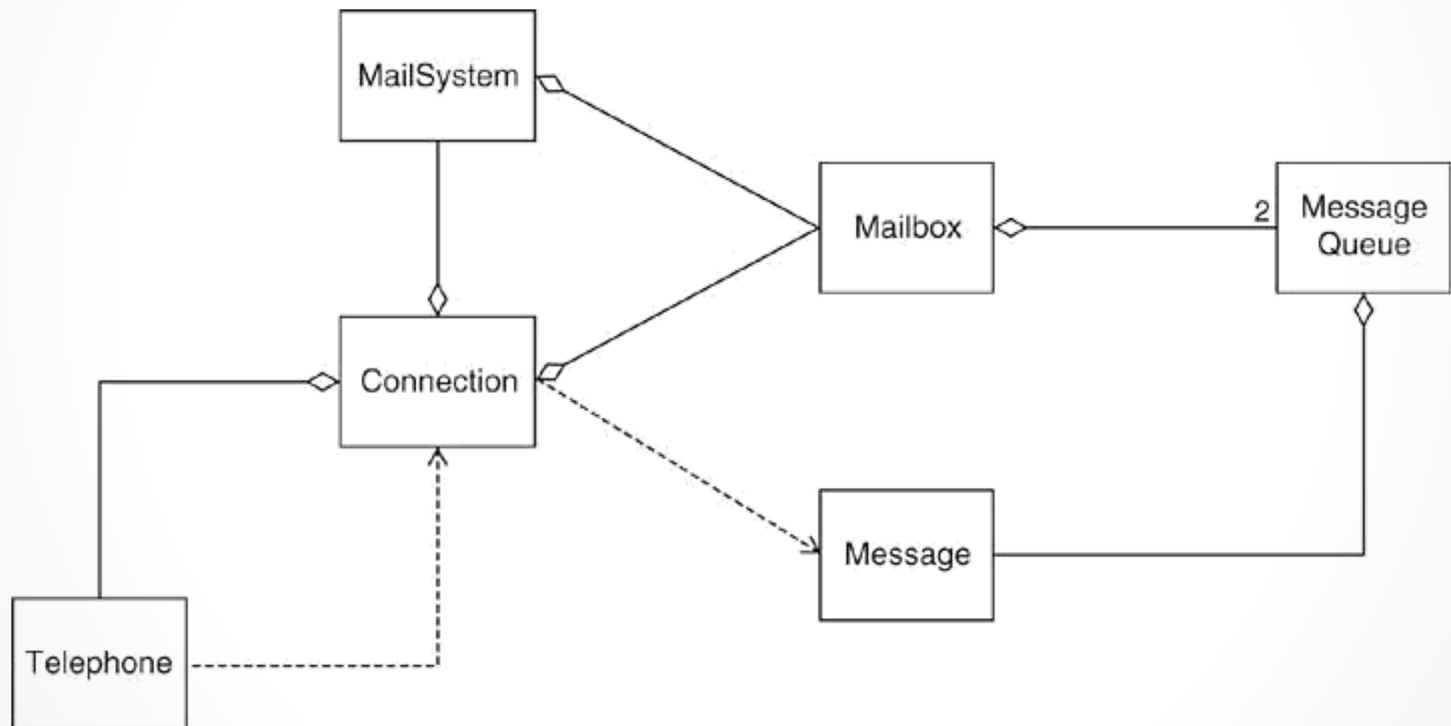 MailSystem
Mailbox
2
Message
Queue
Connection
Message
Telephone